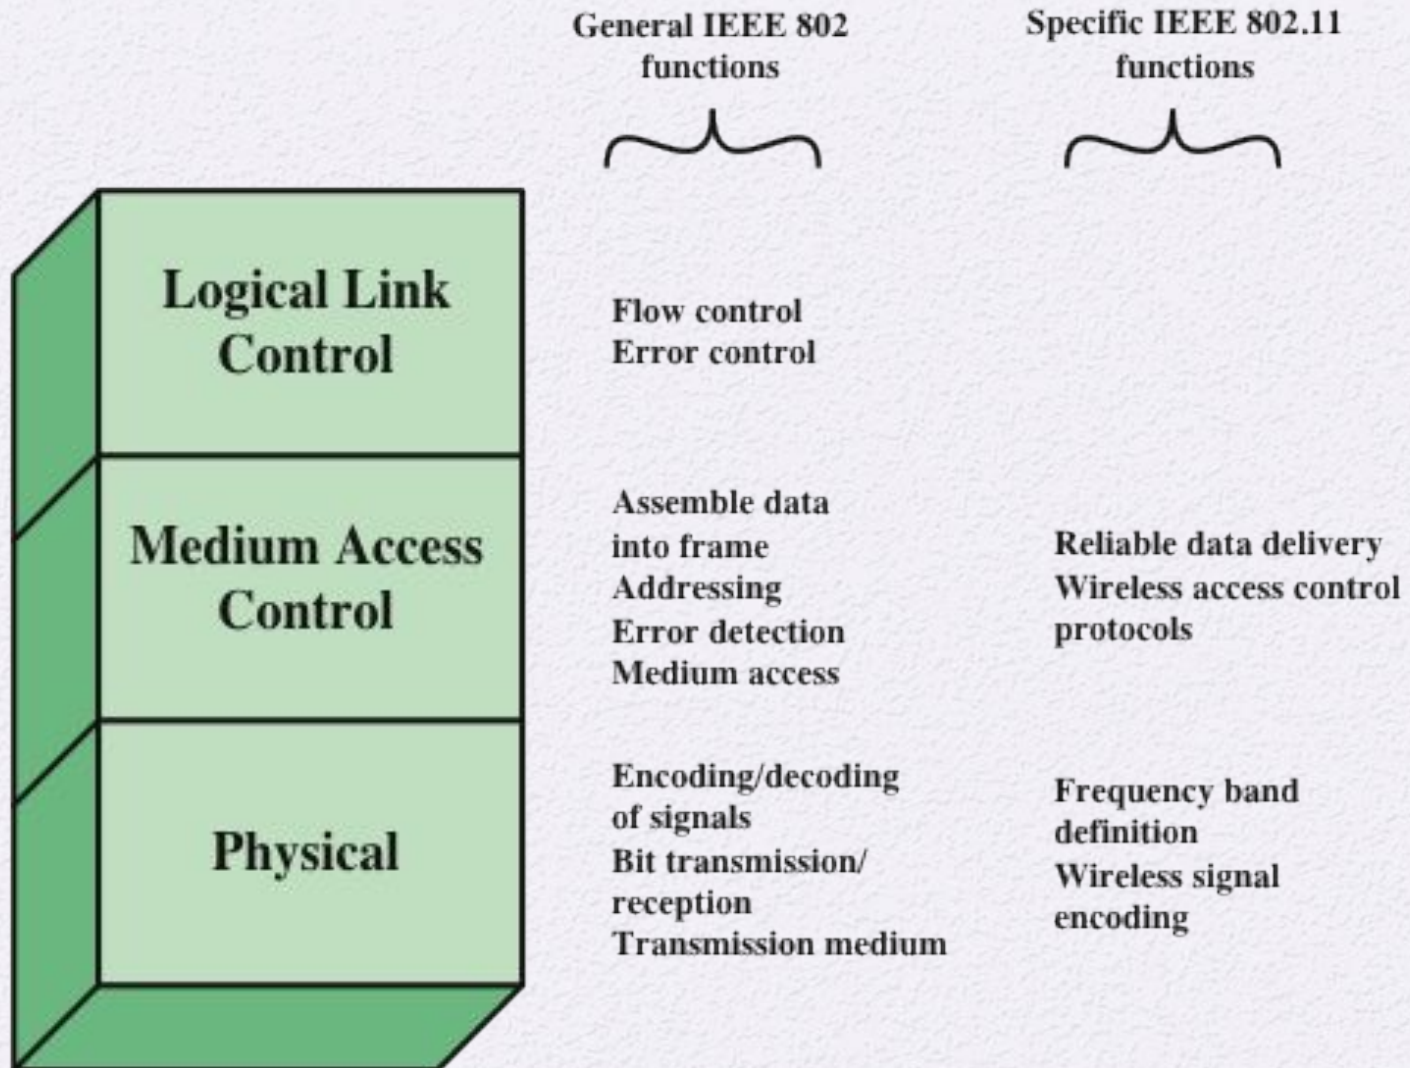 General IEEE 802
functions
Specific IEEE 802.11
functions
Logical Link
Control
Flow control
Error control
Medium Access
Control
Assemble data
into frame
Addressing
Error detection
Medium access
Reliable data delivery
Wireless access control
protocols
Physical
Encoding/decoding
of signals
Bit transmission/
reception
Transmission medium
Frequency band
definition
Wireless signal
encoding